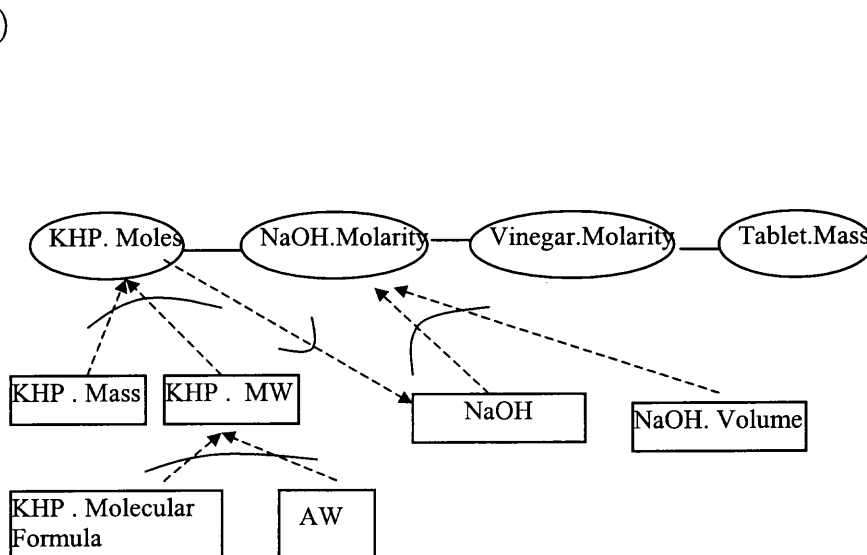 )
KHP. Moles
NaOH.Molarity
Vinegar.Molarity
Tablet.Mass
KHP . Mass
KHP . MW
NaOH
NaOH. Volume
KHP . Molecular
Formula
AW